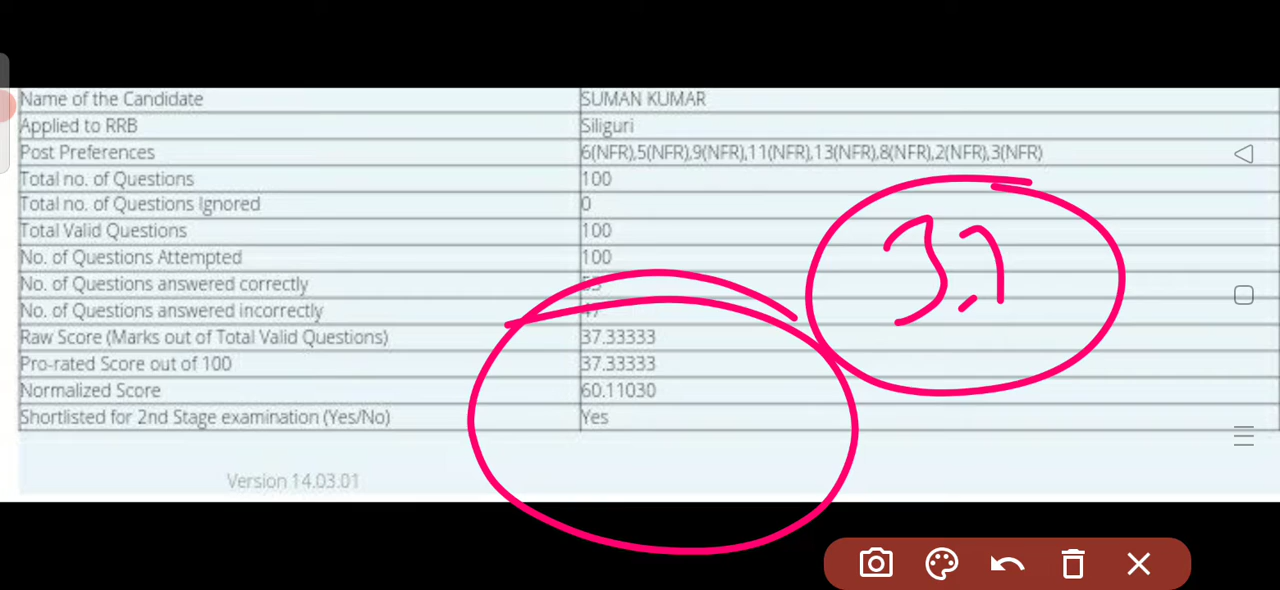 Name of the Candidate SUMAN KUMAR
Applied to RRB Siliguri
Post Preferences 6(NFR),5(NFR),9(NFR),11(NFR),13(NFR),8(NFR),2(NFR),3(NFR)
Total no. of Questions 100
Total no. of Questions Ignored 0
Total Valid Questions 100
No. of Questions Attempted 100
No. of Questions answered correctly 53
No. of Questions answered incorrectly 47
Raw Score (Marks out of Total Valid Questions) 37.33333
Pro-rated Score out of 100 37.33333
Normalized Score 60.11030
Shortlisted for 2nd Stage examination (Yes/No) Yes
Version 14.03.01